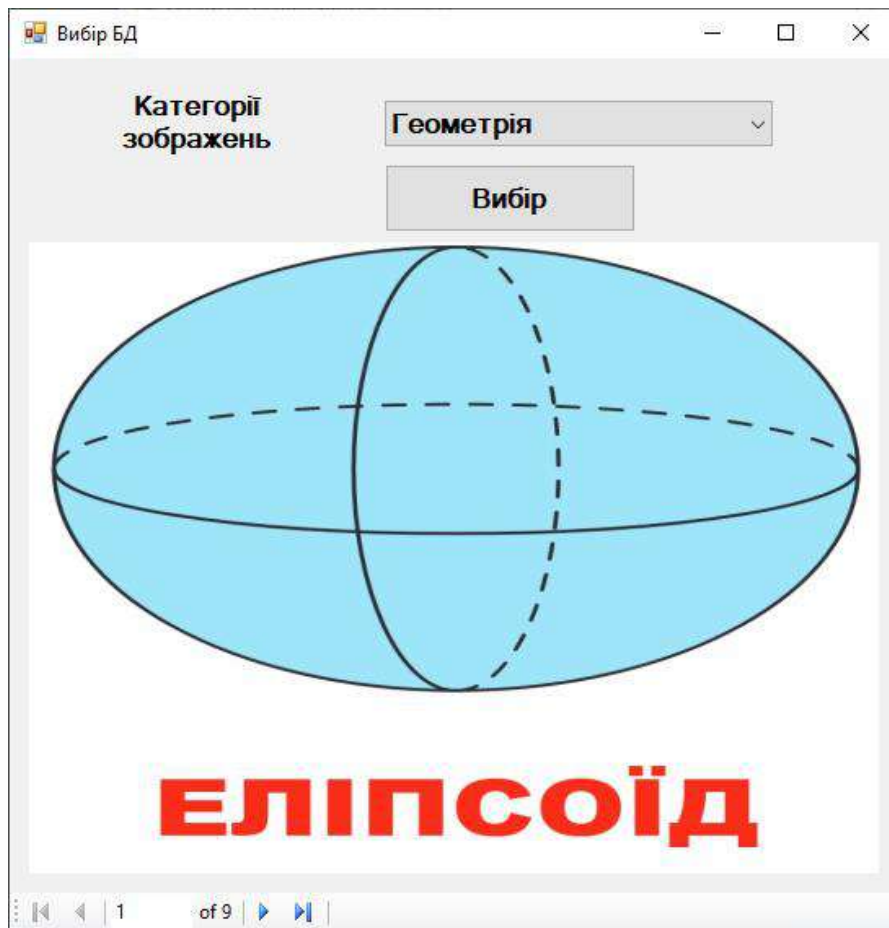 Вибір БД
Категорії
зображень
Геометрія
Вибір
ЕЛІПСОЇД
1 of 9